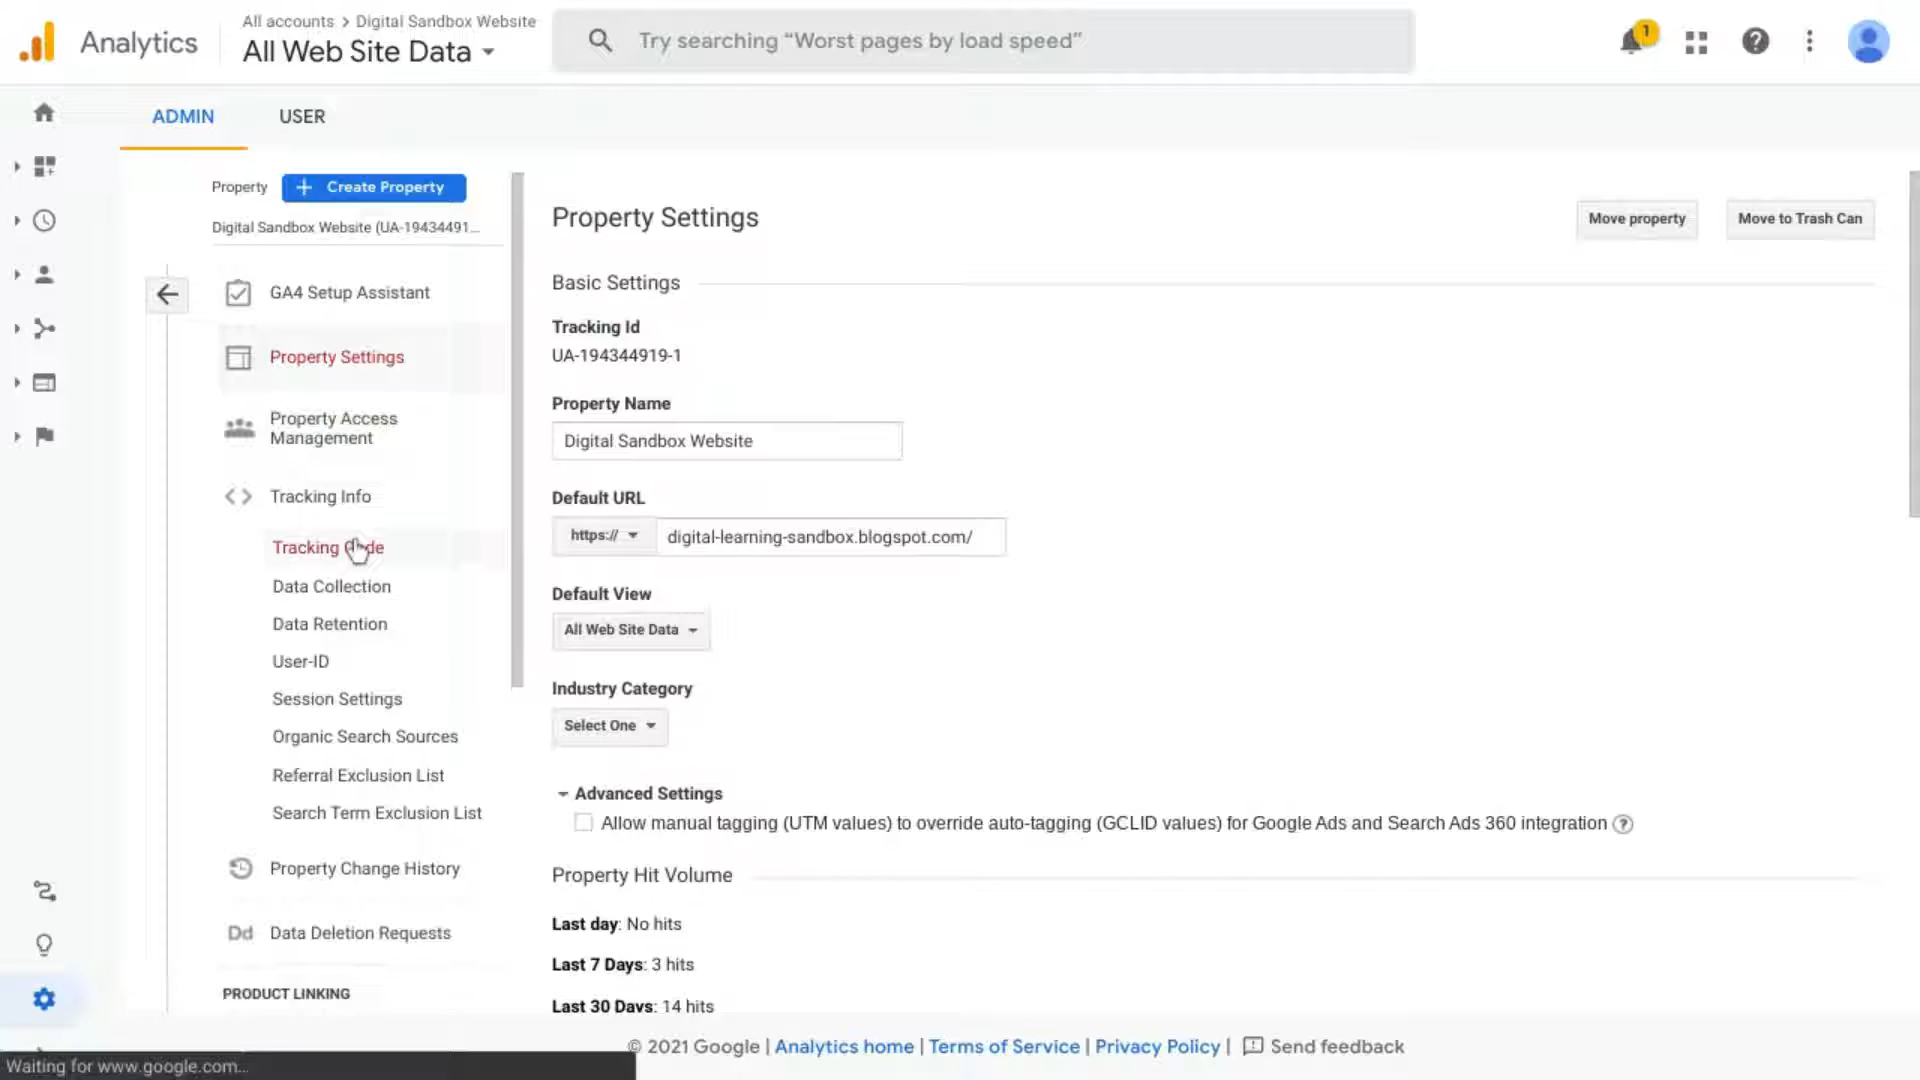 Analytics
All accounts > Digital Sandbox Website
All Web Site Data
Try searching “Worst pages by load speed”
1
ADMIN
USER
Property
+ Create Property
Digital Sandbox Website (UA-19434491...
GA4 Setup Assistant
Property Settings
Property Access
Management
Tracking Info
Tracking Code
Data Collection
Data Retention
User-ID
Session Settings
Organic Search Sources
Referral Exclusion List
Search Term Exclusion List
Property Change History
Dd Data Deletion Requests
PRODUCT LINKING
Property Settings
Move property
Move to Trash Can
Basic Settings
Tracking Id
UA-194344919-1
Property Name
Digital Sandbox Website
Default URL
https://
digital-learning-sandbox.blogspot.com/
Default View
All Web Site Data
Industry Category
Select One
Advanced Settings
Allow manual tagging (UTM values) to override auto-tagging (GCLID values) for Google Ads and Search Ads 360 integration ?
Property Hit Volume
Last day: No hits
Last 7 Days: 3 hits
Last 30 Days: 14 hits
© 2021 Google | Analytics home | Terms of Service | Privacy Policy | Send feedback
Waiting for www.google.com...